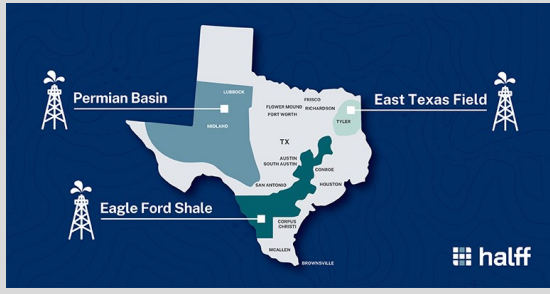 LUBBOCK
Permian Basin
FRISCO
FLOWER MOUND
RICHARDSON
FORT WORTH
East Texas Field
MIDLAND
TYLER
TX
AUSTIN
SOUTH AUSTIN
CONROE
SAN ANTONIO
HOUSTON
Eagle Ford Shale
CORPUS
CHRISTI
MCALLEN
BROWNSVILLE
halff